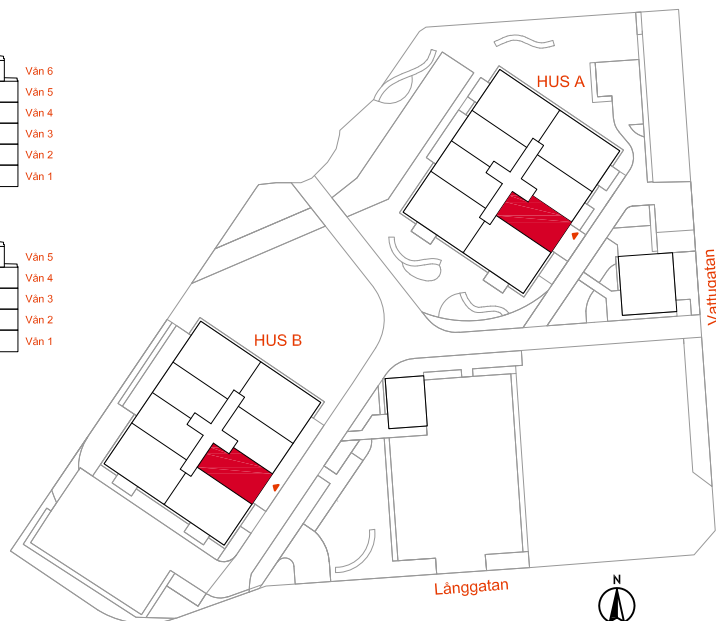 Vån 6
Vån 5
Vån 4
Vån 3
Vån 2
Vån 1
Vån 5
Vån 4
Vån 3
Vån 2
Vån 1
HUS A
HUS B
Vattugatan
Långgatan
N